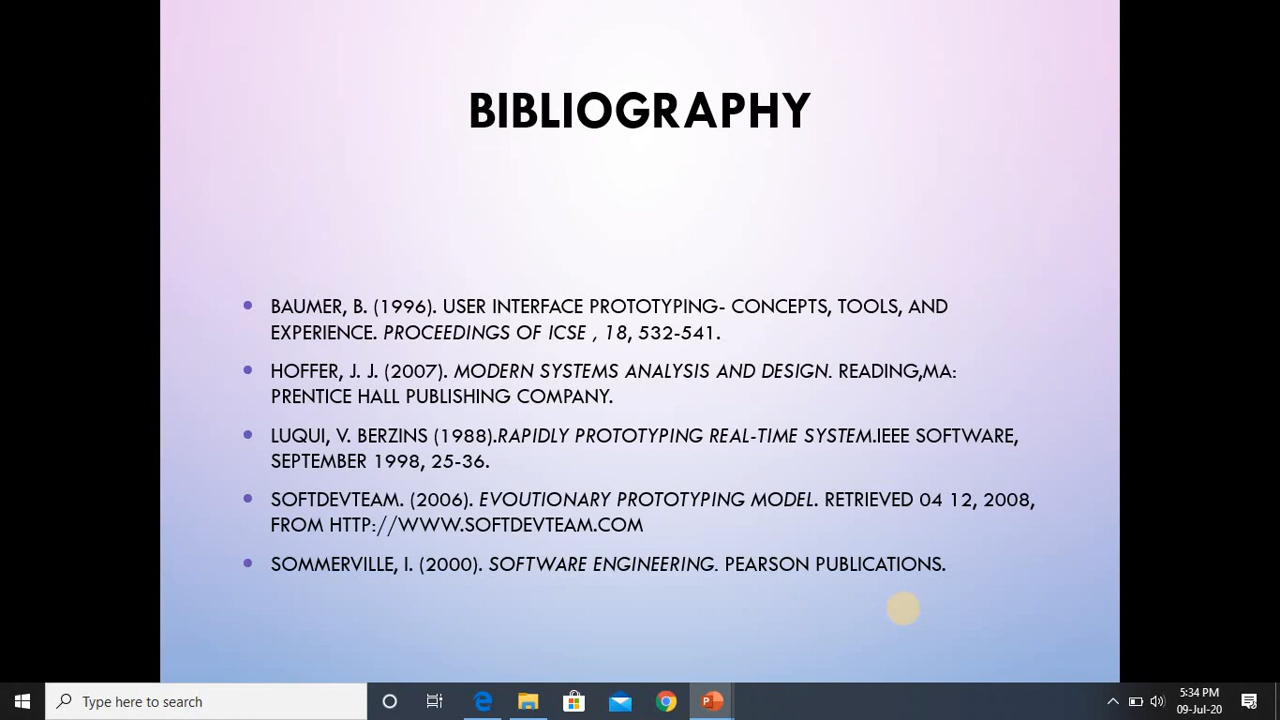 BIBLIOGRAPHY
BAUMER, B. (1996). USER INTERFACE PROTOTYPING- CONCEPTS, TOOLS, AND
EXPERIENCE. PROCEEDINGS OF ICSE , 18, 532-541.
HOFFER, J. J. (2007). MODERN SYSTEMS ANALYSIS AND DESIGN. READING,MA:
PRENTICE HALL PUBLISHING COMPANY.
LUQUI, V. BERZINS (1988).RAPIDLY PROTOTYPING REAL-TIME SYSTEM.IEEE SOFTWARE,
SEPTEMBER 1998, 25-36.
SOFTDEVTEAM. (2006). EVOUTIONARY PROTOTYPING MODEL. RETRIEVED 04 12, 2008,
FROM HTTP://WWW.SOFTDEVTEAM.COM
SOMMERVILLE, I. (2000). SOFTWARE ENGINEERING. PEARSON PUBLICATIONS.
Type here to search
5:34 PM
09-Jul-20